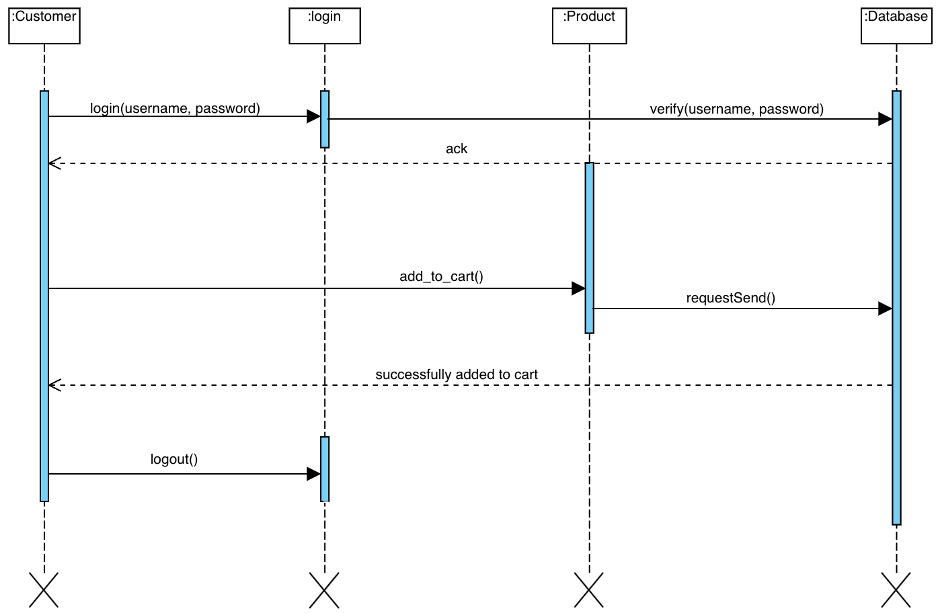 :Customer
:login
:Product
:Database
login(username, password)
verify(username, password)
ack
add_to_cart()
requestSend()
successfully added to cart
logout()